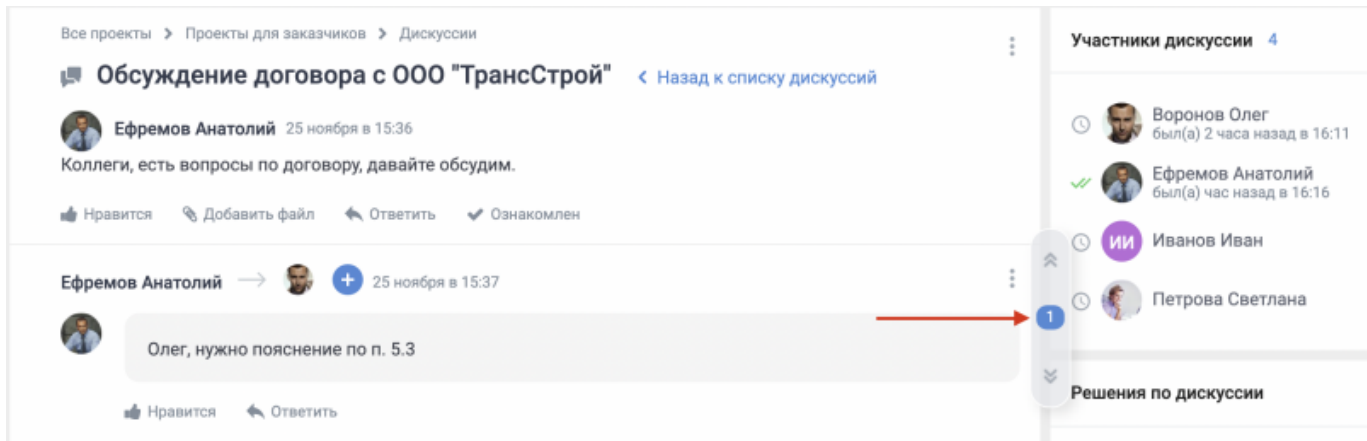 Все проекты > Проекты для заказчиков > Дискуссии
Обсуждение договора с ООО "ТрансСтрой" < Назад к списку дискуссий
Ефремов Анатолий 25 ноября в 15:36
Коллеги, есть вопросы по договору, давайте обсудим.
Нравится Добавить файл Ответить Ознакомлен
Ефремов Анатолий → + 25 ноября в 15:37
Олег, нужно пояснение по п. 5.3
Нравится Ответить
1
Участники дискуссии 4
Воронов Олег
был(а) 2 часа назад в 16:11
Ефремов Анатолий
был(а) час назад в 16:16
ИИ Иванов Иван
Петрова Светлана
Решения по дискуссии